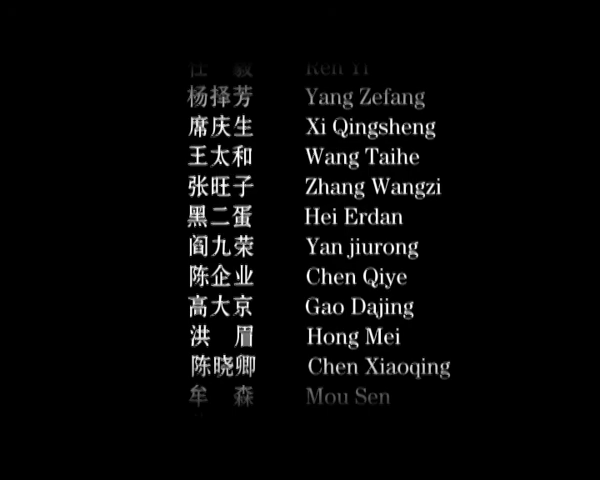 任 毅 Ren Yi
杨择芳 Yang Zefang
席庆生 Xi Qingsheng
王太和 Wang Taihe
张旺子 Zhang Wangzi
黑二蛋 Hei Erdan
阎九荣 Yan jiurong
陈企业 Chen Qiye
高大京 Gao Dajing
洪 眉 Hong Mei
陈晓卿 Chen Xiaoqing
牟 森 Mou Sen